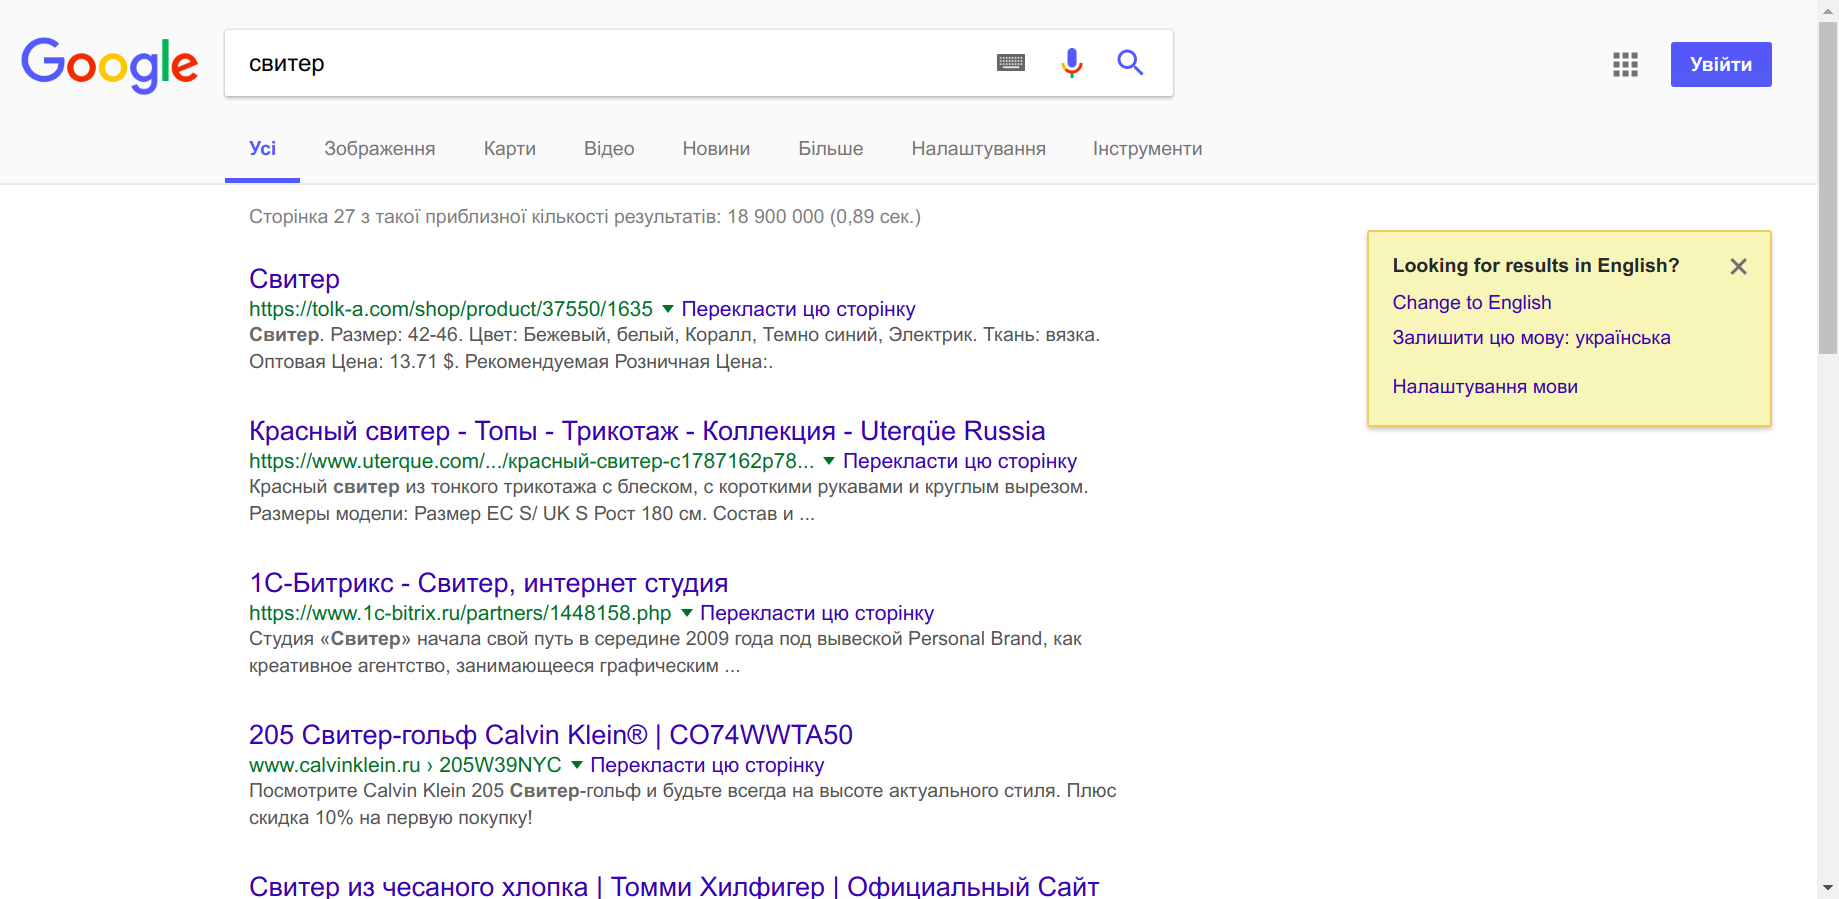 Google
свитер
Увійти
Усі Зображення Карти Відео Новини Більше Налаштування Інструменти
Сторінка 27 з такої приблизної кількості результатів: 18 900 000 (0,89 сек.)
Свитер
https://tolk-a.com/shop/product/37550/1635 Перекласти цю сторінку
Свитер. Размер: 42-46. Цвет: Бежевый, белый, Коралл, Темно синий, Электрик. Ткань: вязка.
Оптовая Цена: 13.71 $. Рекомендуемая Розничная Цена:.
Красный свитер - Топы - Трикотаж - Коллекция - Uterqüe Russia
https://www.uterque.com/.../красный-свитер-c1787162p78... Перекласти цю сторінку
Красный свитер из тонкого трикотажа с блеском, с короткими рукавами и круглым вырезом.
Размеры модели: Размер ЕС S/ UK S Рост 180 см. Состав и ...
1С-Битрикс - Свитер, интернет студия
https://www.1c-bitrix.ru/partners/1448158.php Перекласти цю сторінку
Студия «Свитер» начала свой путь в середине 2009 года под вывеской Personal Brand, как
креативное агентство, занимающееся графическим ...
205 Свитер-гольф Calvin Klein® | CO74WWTA50
www.calvinklein.ru › 205W39NYC Перекласти цю сторінку
Посмотрите Calvin Klein 205 Свитер-гольф и будьте всегда на высоте актуального стиля. Плюс
скидка 10% на первую покупку!
Свитер из чесаного хлопка | Томми Хилфигер | Официальный Сайт
Looking for results in English?
Change to English
Залишити цю мову: українська
Налаштування мови